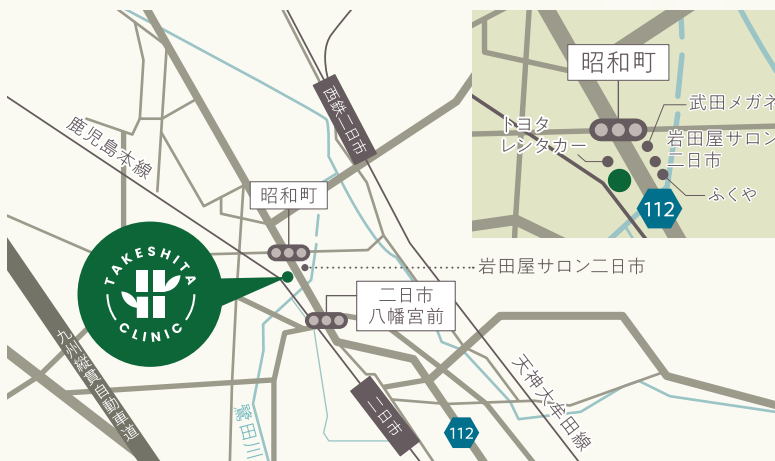 鹿児島本線
西鉄二日市
昭和町
TAKESHITA
CLINIC
岩田屋サロン二日市
二日市
八幡宮前
九州縦貫自動車道
鷺田川
二日市
112
天神大牟田線
昭和町
トヨタ
レンタカー
武田メガネ
岩田屋サロン
二日市
ふくや
112